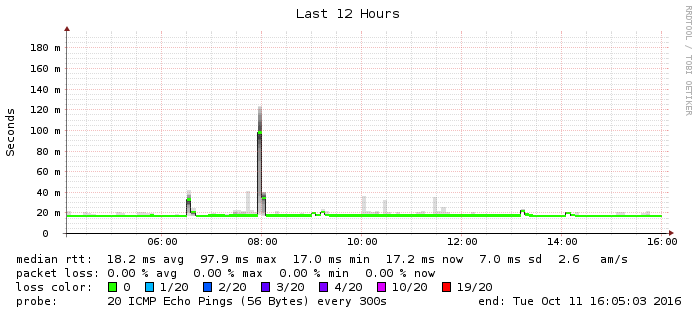 Last 12 Hours
RRDTOOL / TOBI OETIKER
Seconds
180 m
160 m
140 m
120 m
100 m
80 m
60 m
40 m
20 m
0
06:00 08:00 10:00 12:00 14:00 16:00
median rtt: 18.2 ms avg 97.9 ms max 17.0 ms min 17.2 ms now 7.0 ms sd 2.6 am/s
packet loss: 0.00 % avg 0.00 % max 0.00 % min 0.00 % now
loss color: 0 1/20 2/20 3/20 4/20 10/20 19/20
probe: 20 ICMP Echo Pings (56 Bytes) every 300s end: Tue Oct 11 16:05:03 2016